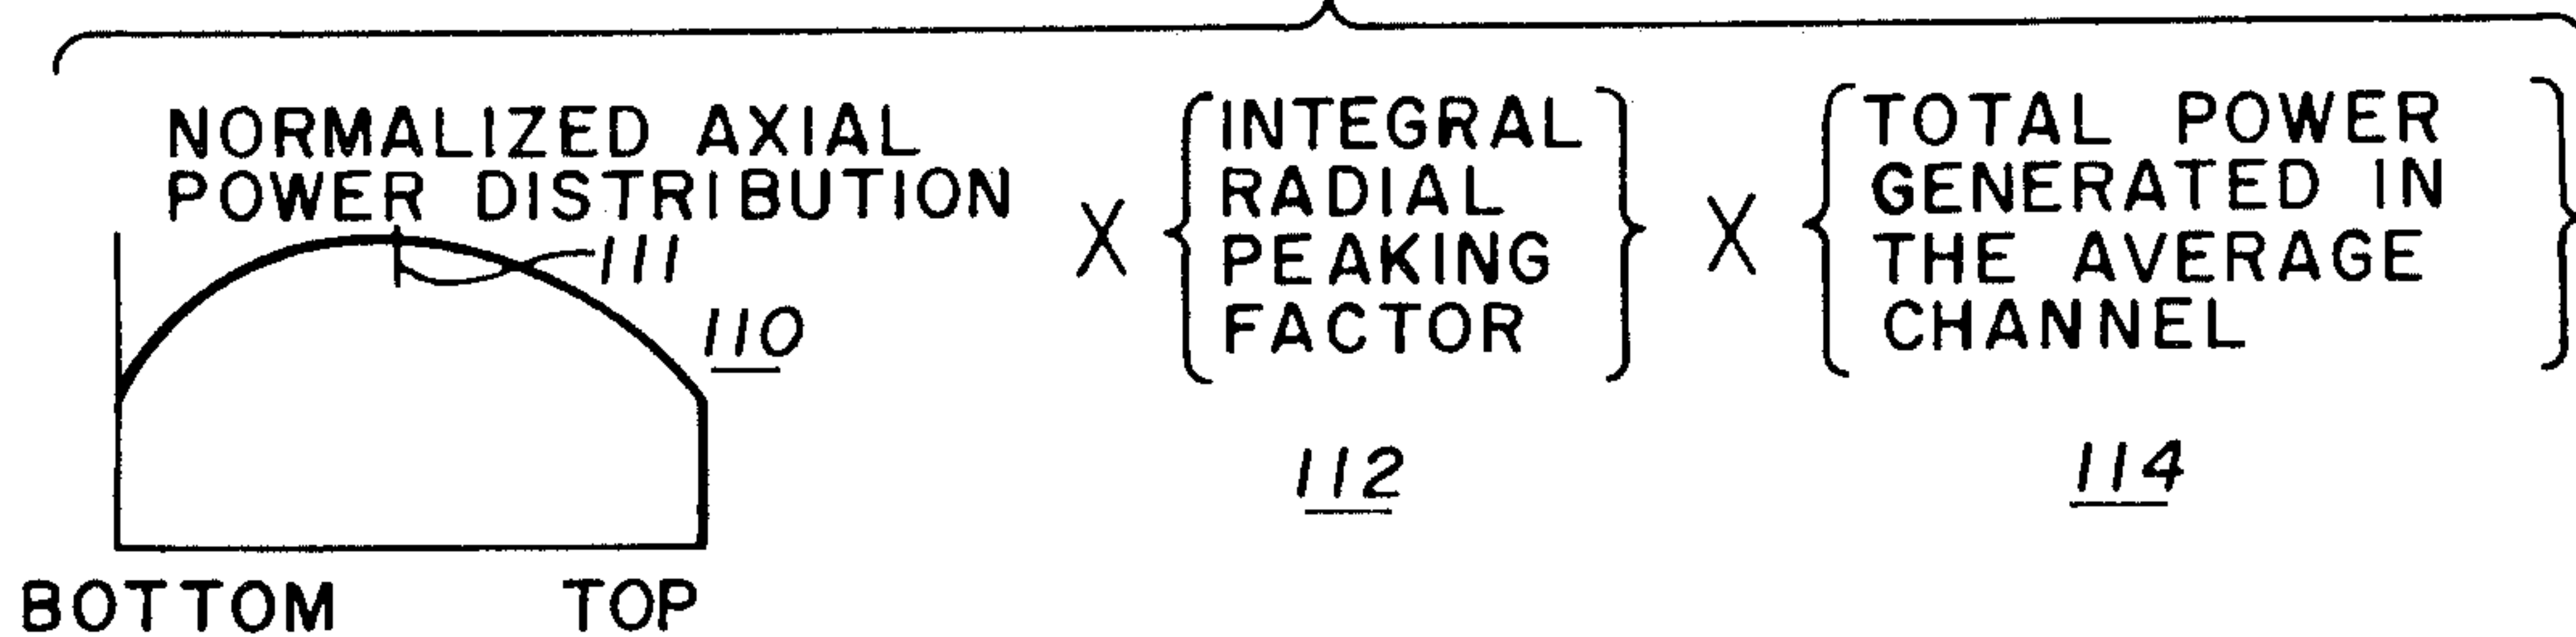 NORMALIZED AXIAL
POWER DISTRIBUTION
111
110
BOTTOM TOP
X
INTEGRAL
RADIAL
PEAKING
FACTOR
112
X
TOTAL POWER
GENERATED IN
THE AVERAGE
CHANNEL
114